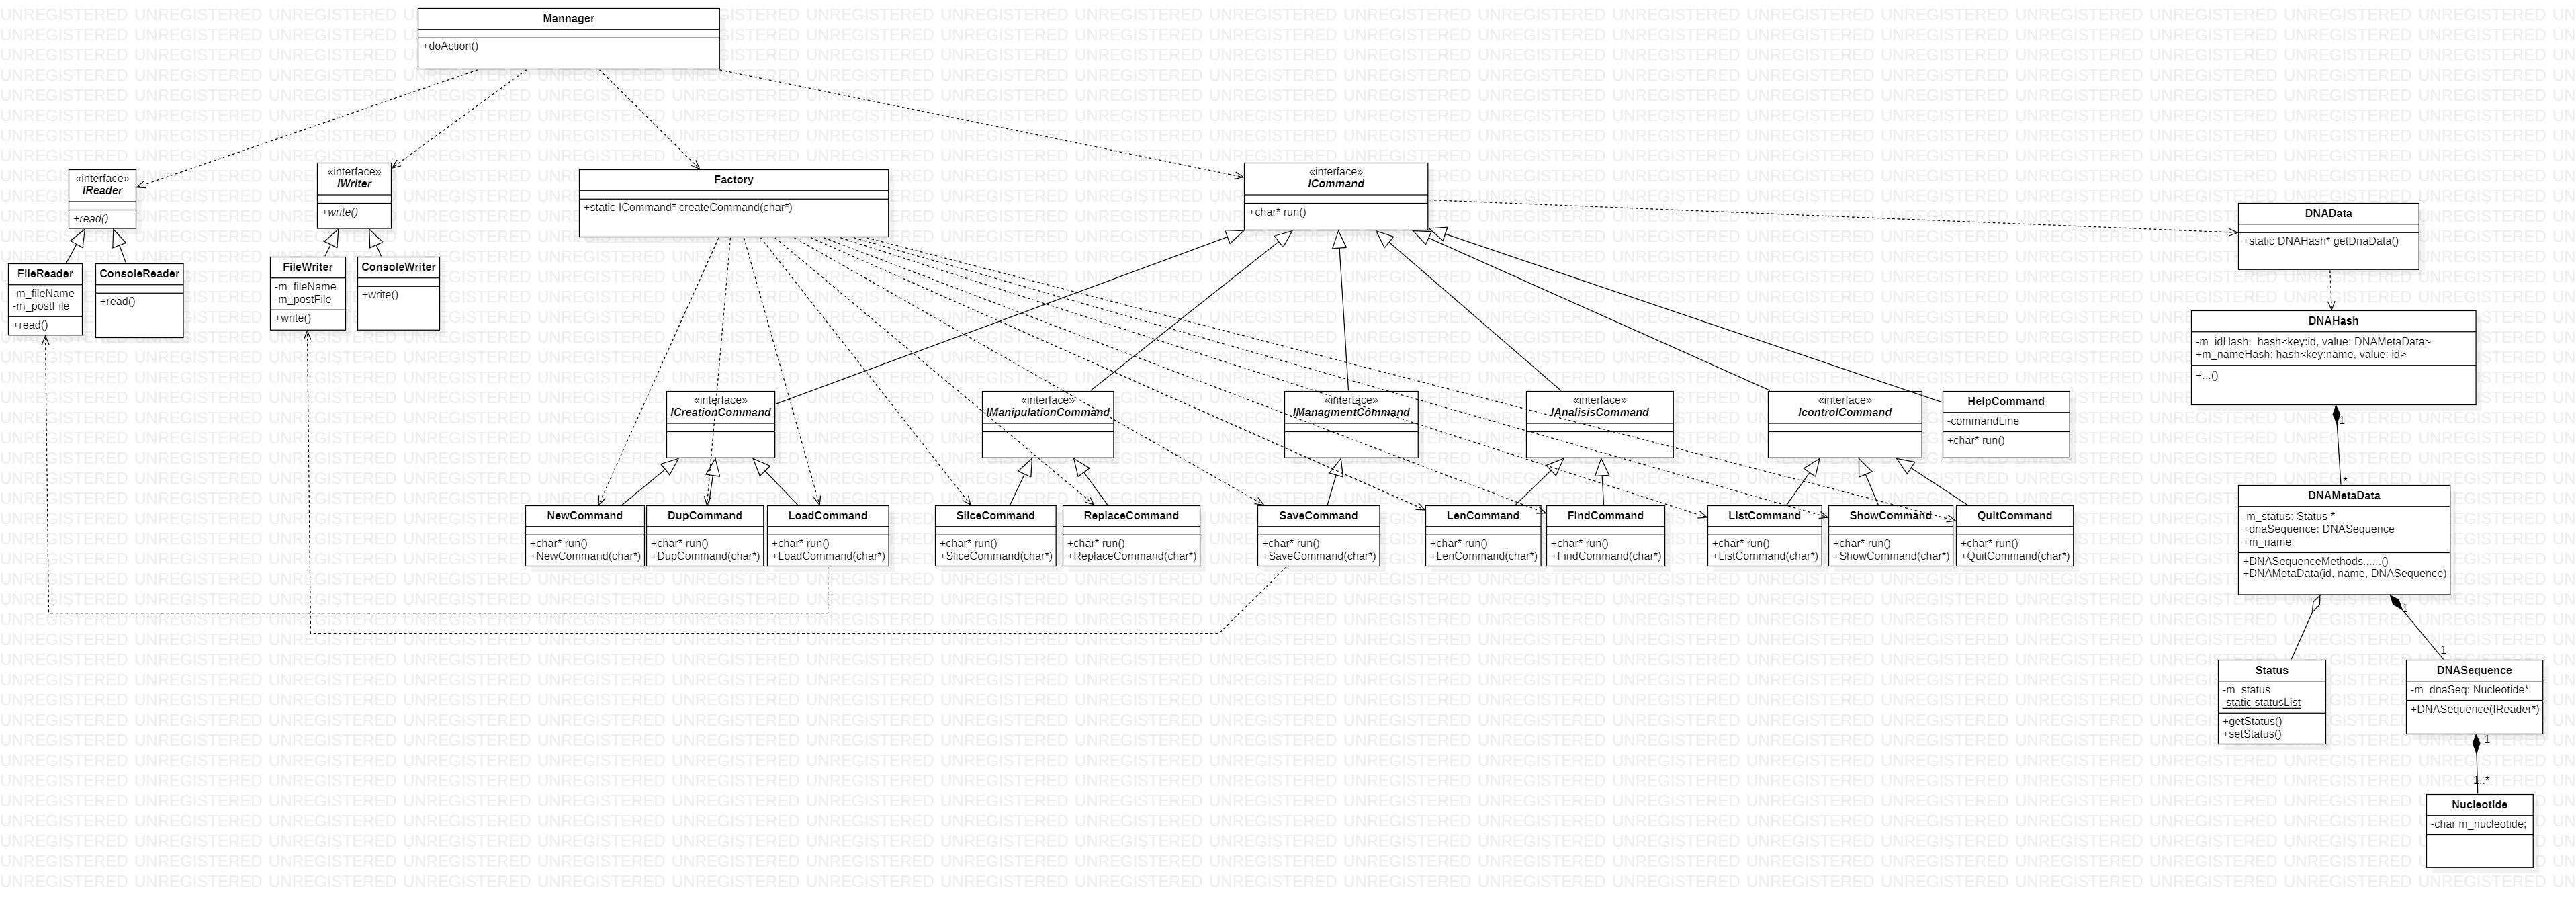 Mannager
+doAction()
«interface»
IReader
+read()
«interface»
IWriter
+write()
Factory
+static ICommand* createCommand(char*)
«interface»
ICommand
+char* run()
DNAData
+static DNAHash* getDnaData()
FileReader
-m_fileName
-m_postFile
+read()
ConsoleReader
+read()
FileWriter
-m_fileName
-m_postFile
+write()
ConsoleWriter
+write()
DNAHash
-m_idHash:  hash<key:id, value: DNAMetaData>
+m_nameHash: hash<key:name, value: id>
+...()
1
*
«interface»
ICreationCommand
«interface»
IManipulationCommand
«interface»
IManagmentCommand
«interface»
IAnalisisCommand
«interface»
IcontrolCommand
HelpCommand
-commandLine
+char* run()
NewCommand
+char* run()
+NewCommand(char*)
DupCommand
+char* run()
+DupCommand(char*)
LoadCommand
+char* run()
+LoadCommand(char*)
SliceCommand
+char* run()
+SliceCommand(char*)
ReplaceCommand
+char* run()
+ReplaceCommand(char*)
SaveCommand
+char* run()
+SaveCommand(char*)
LenCommand
+char* run()
+LenCommand(char*)
FindCommand
+char* run()
+FindCommand(char*)
ListCommand
+char* run()
+ListCommand(char*)
ShowCommand
+char* run()
+ShowCommand(char*)
QuitCommand
+char* run()
+QuitCommand(char*)
DNAMetaData
-m_status: Status *
+dnaSequence: DNASequence
+m_name
+DNASequenceMethods......()
+DNAMetaData(id, name, DNASequence)
1
1
Status
-m_status
-static statusList
+getStatus()
+setStatus()
DNASequence
-m_dnaSeq: Nucleotide*
+DNASequence(IReader*)
1
1..*
Nucleotide
-char m_nucleotide;
UNREGISTERED